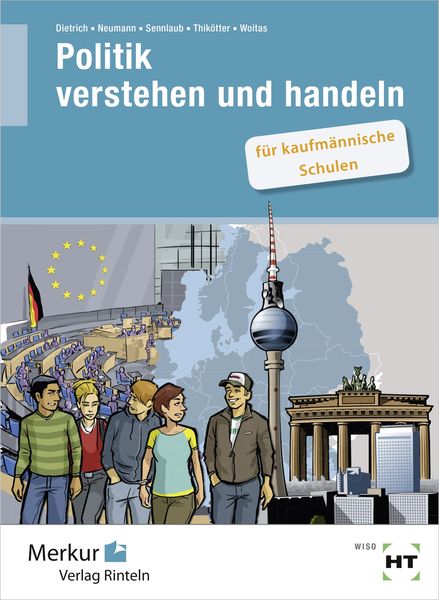 Dietrich ▪ Neumann ▪ Sennlaub ▪ Thikötter ▪ Woitas
Politik
verstehen und handeln
für kaufmännische
Schulen
Merkur
Verlag Rinteln
WISO
HT